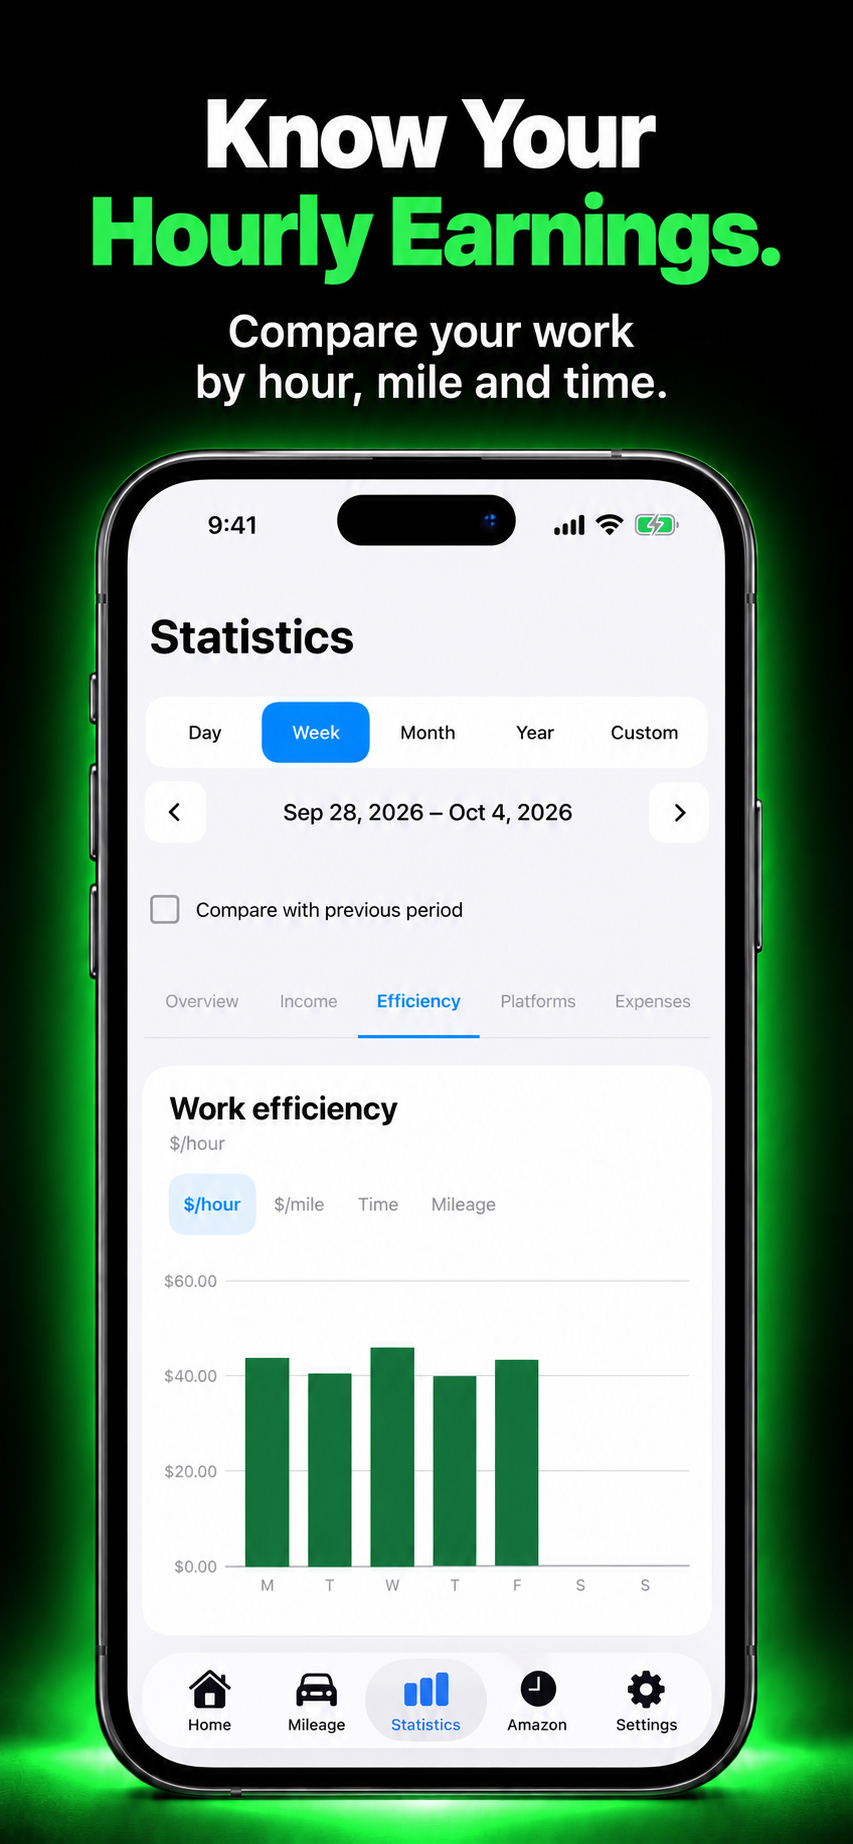 Know Your
Hourly Earnings.
Compare your work
by hour, mile and time.
9:41
Statistics
Day Week Month Year Custom
Sep 28, 2026 – Oct 4, 2026
Compare with previous period
Overview Income Efficiency Platforms Expenses
Work efficiency
$/hour
$/hour $/mile Time Mileage
$60.00
$40.00
$20.00
$0.00
M T W T F S S
Home Mileage Statistics Amazon Settings